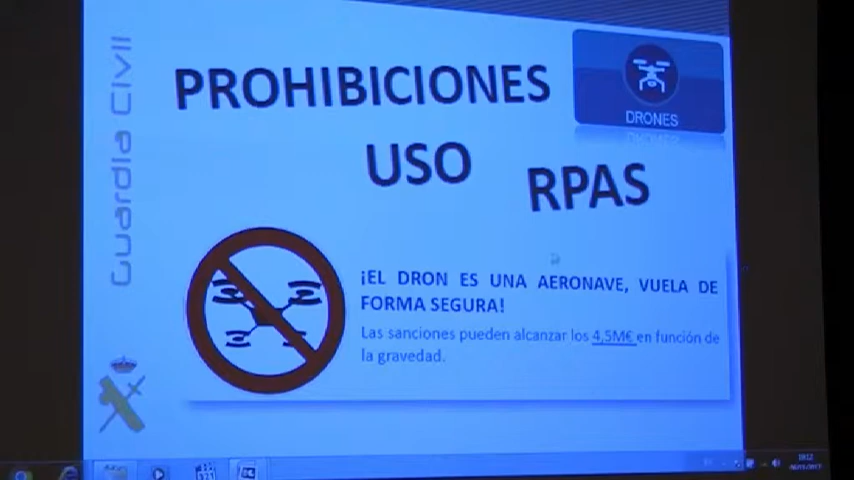 Guardia Civil
PROHIBICIONES
DRONES
USO
RPAS
¡EL DRON ES UNA AERONAVE, VUELA DE
FORMA SEGURA!
Las sanciones pueden alcanzar los 4,5M€ en función de
la gravedad.
321